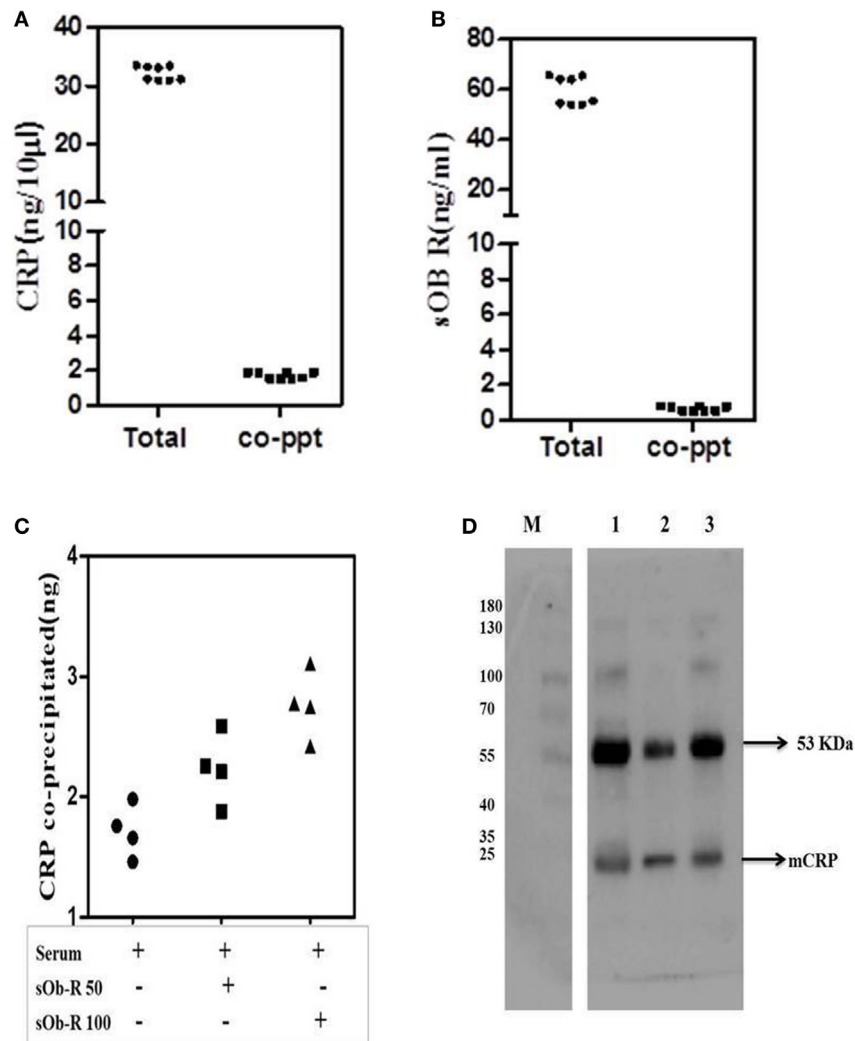 A
CRP(ng/10µl)
40
30
20
10
10
8
6
4
2
0
Total co-ppt
B
sOB R(ng/ml)
80
60
40
20
10
8
6
4
2
0
Total co-ppt
C
CRP co-precipitated(ng)
4
3
2
1
Serum + + +
sOb-R 50 - + -
sOb-R 100 - - +
D
M 1 2 3
180
130
100
70
55
40
35
25
53 KDa
mCRP